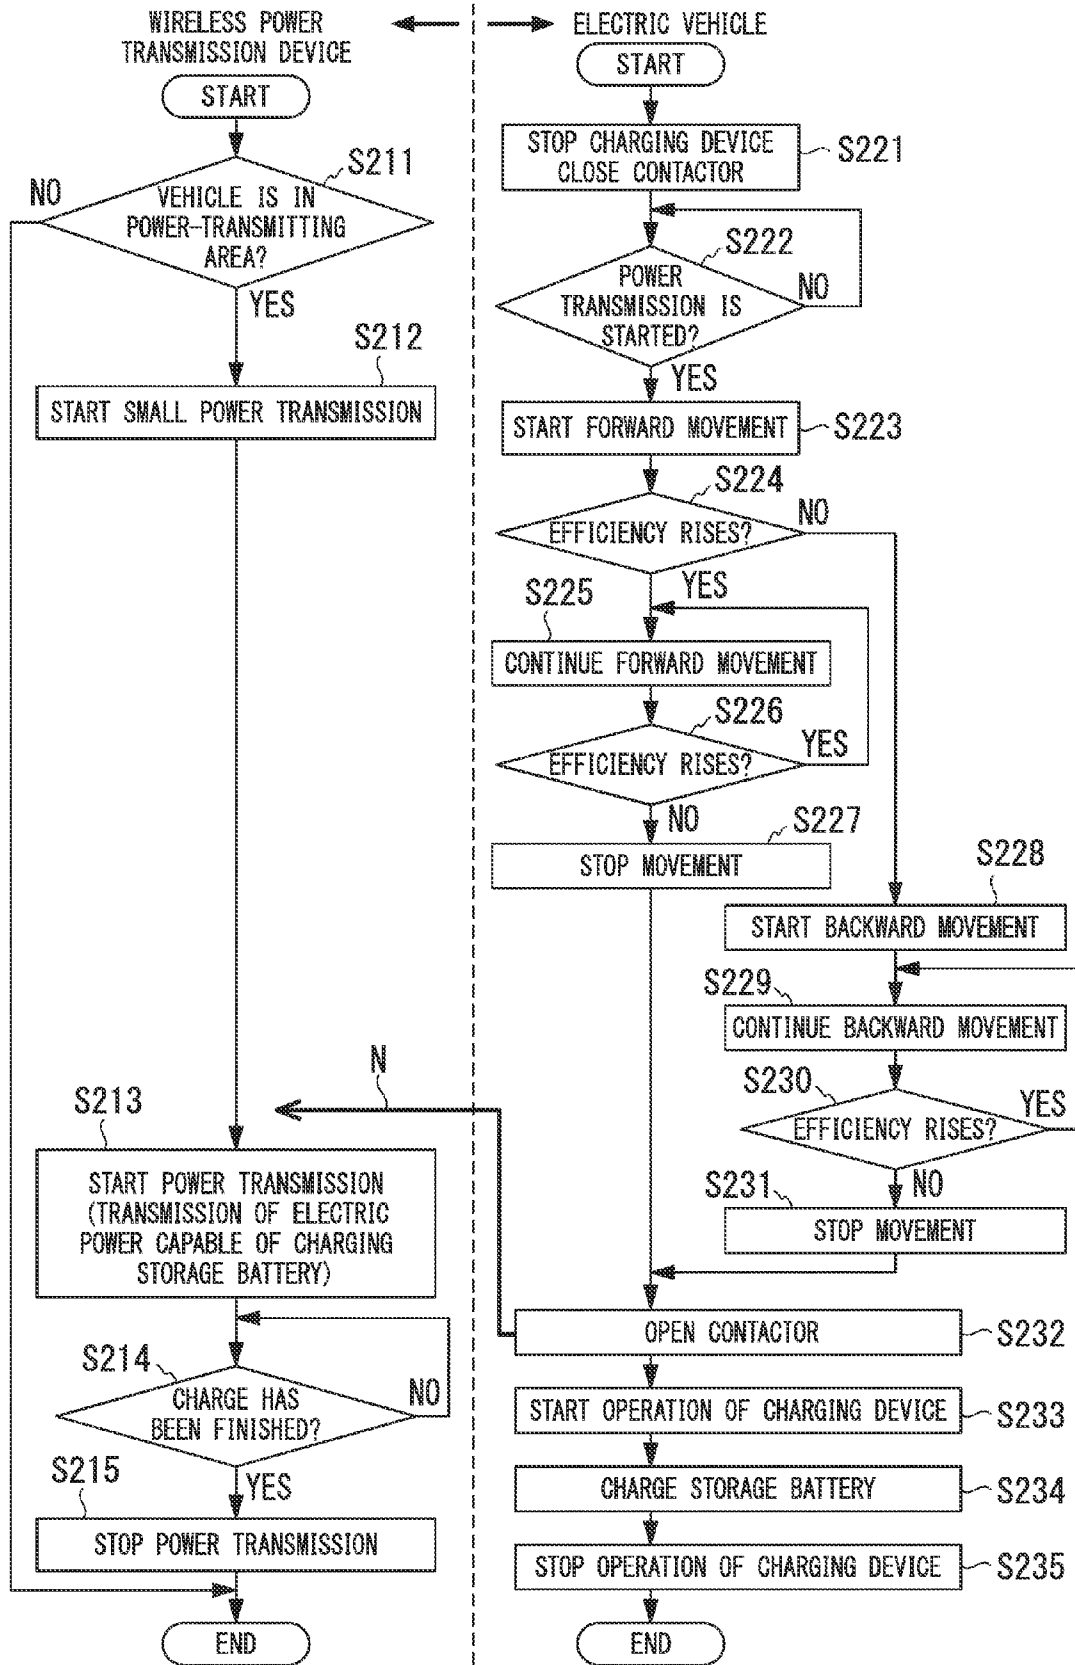 WIRELESS POWER
TRANSMISSION DEVICE
START
S211
NO
VEHICLE IS IN
POWER-TRANSMITTING
AREA?
YES
S212
START SMALL POWER TRANSMISSION
S213
START POWER TRANSMISSION
(TRANSMISSION OF ELECTRIC
POWER CAPABLE OF CHARGING
STORAGE BATTERY)
S214
CHARGE HAS
BEEN FINISHED?
NO
YES
S215
STOP POWER TRANSMISSION
END
ELECTRIC VEHICLE
START
STOP CHARGING DEVICE
CLOSE CONTACTOR
S221
S222
POWER
TRANSMISSION IS
STARTED?
NO
YES
START FORWARD MOVEMENT
S223
S224
EFFICIENCY RISES?
NO
YES
S225
CONTINUE FORWARD MOVEMENT
S226
EFFICIENCY RISES?
YES
NO
S227
STOP MOVEMENT
S228
START BACKWARD MOVEMENT
S229
CONTINUE BACKWARD MOVEMENT
S230
EFFICIENCY RISES?
YES
NO
S231
STOP MOVEMENT
N
OPEN CONTACTOR
S232
START OPERATION OF CHARGING DEVICE
S233
CHARGE STORAGE BATTERY
S234
STOP OPERATION OF CHARGING DEVICE
S235
END